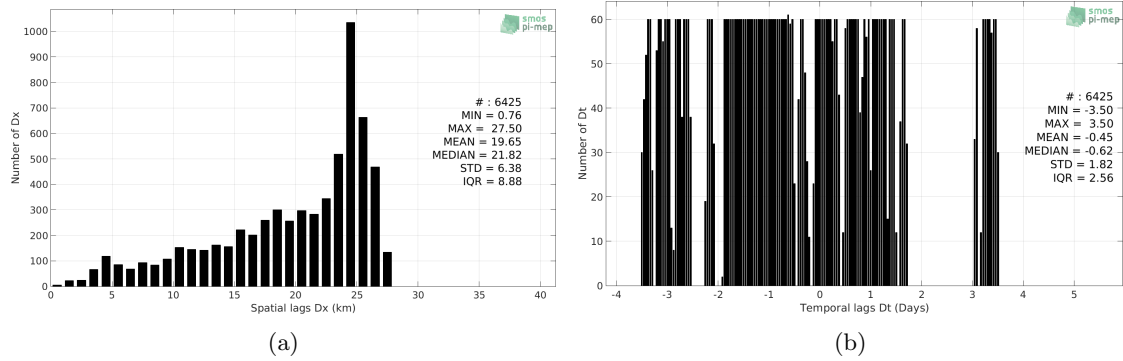 1000
900
800
700
600
500
400
300
200
100
0
Number of Dx
0 5 10 15 20 25 30 35 40
Spatial lags Dx (km)
smos
pi-mep
# : 6425
MIN = 0.76
MAX = 27.50
MEAN = 19.65
MEDIAN = 21.82
STD = 6.38
IQR = 8.88
(a)
60
50
40
30
20
10
0
Number of Dt
-4 -3 -2 -1 0 1 2 3 4 5
Temporal lags Dt (Days)
smos
pi-mep
# : 6425
MIN = -3.50
MAX = 3.50
MEAN = -0.45
MEDIAN = -0.62
STD = 1.82
IQR = 2.56
(b)